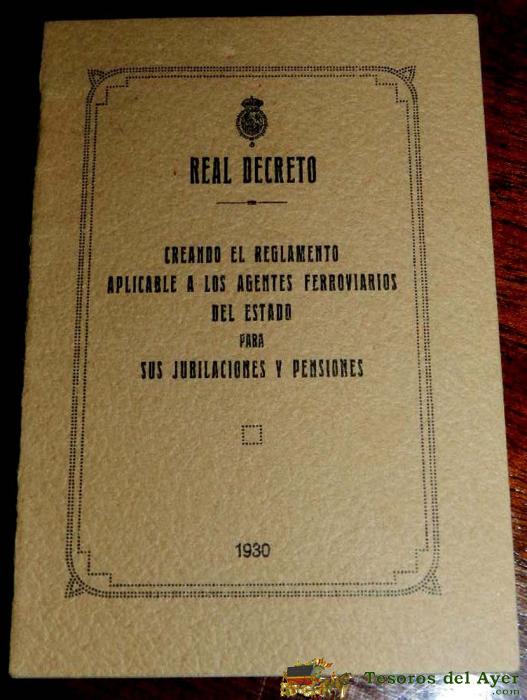 REAL DECRETO
CREANDO EL REGLAMENTO
APLICABLE A LOS AGENTES FERROVIARIOS
DEL ESTADO
PARA
SUS JUBILACIONES Y PENSIONES
1930
Tesoros del Ayer
.com